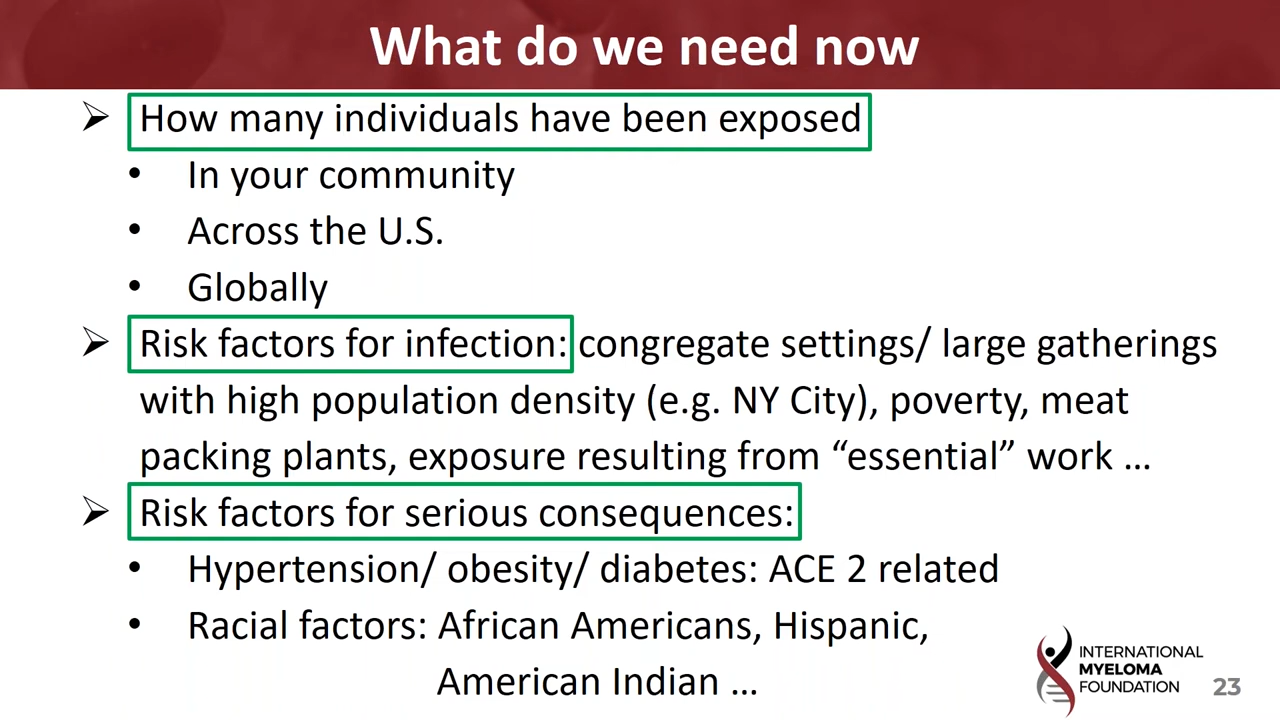 What do we need now
➢ How many individuals have been exposed
• In your community
• Across the U.S.
• Globally
➢ Risk factors for infection: congregate settings/ large gatherings
with high population density (e.g. NY City), poverty, meat
packing plants, exposure resulting from “essential” work …
➢ Risk factors for serious consequences:
• Hypertension/ obesity/ diabetes: ACE 2 related
• Racial factors: African Americans, Hispanic,
American Indian …
INTERNATIONAL
MYELOMA
FOUNDATION
23